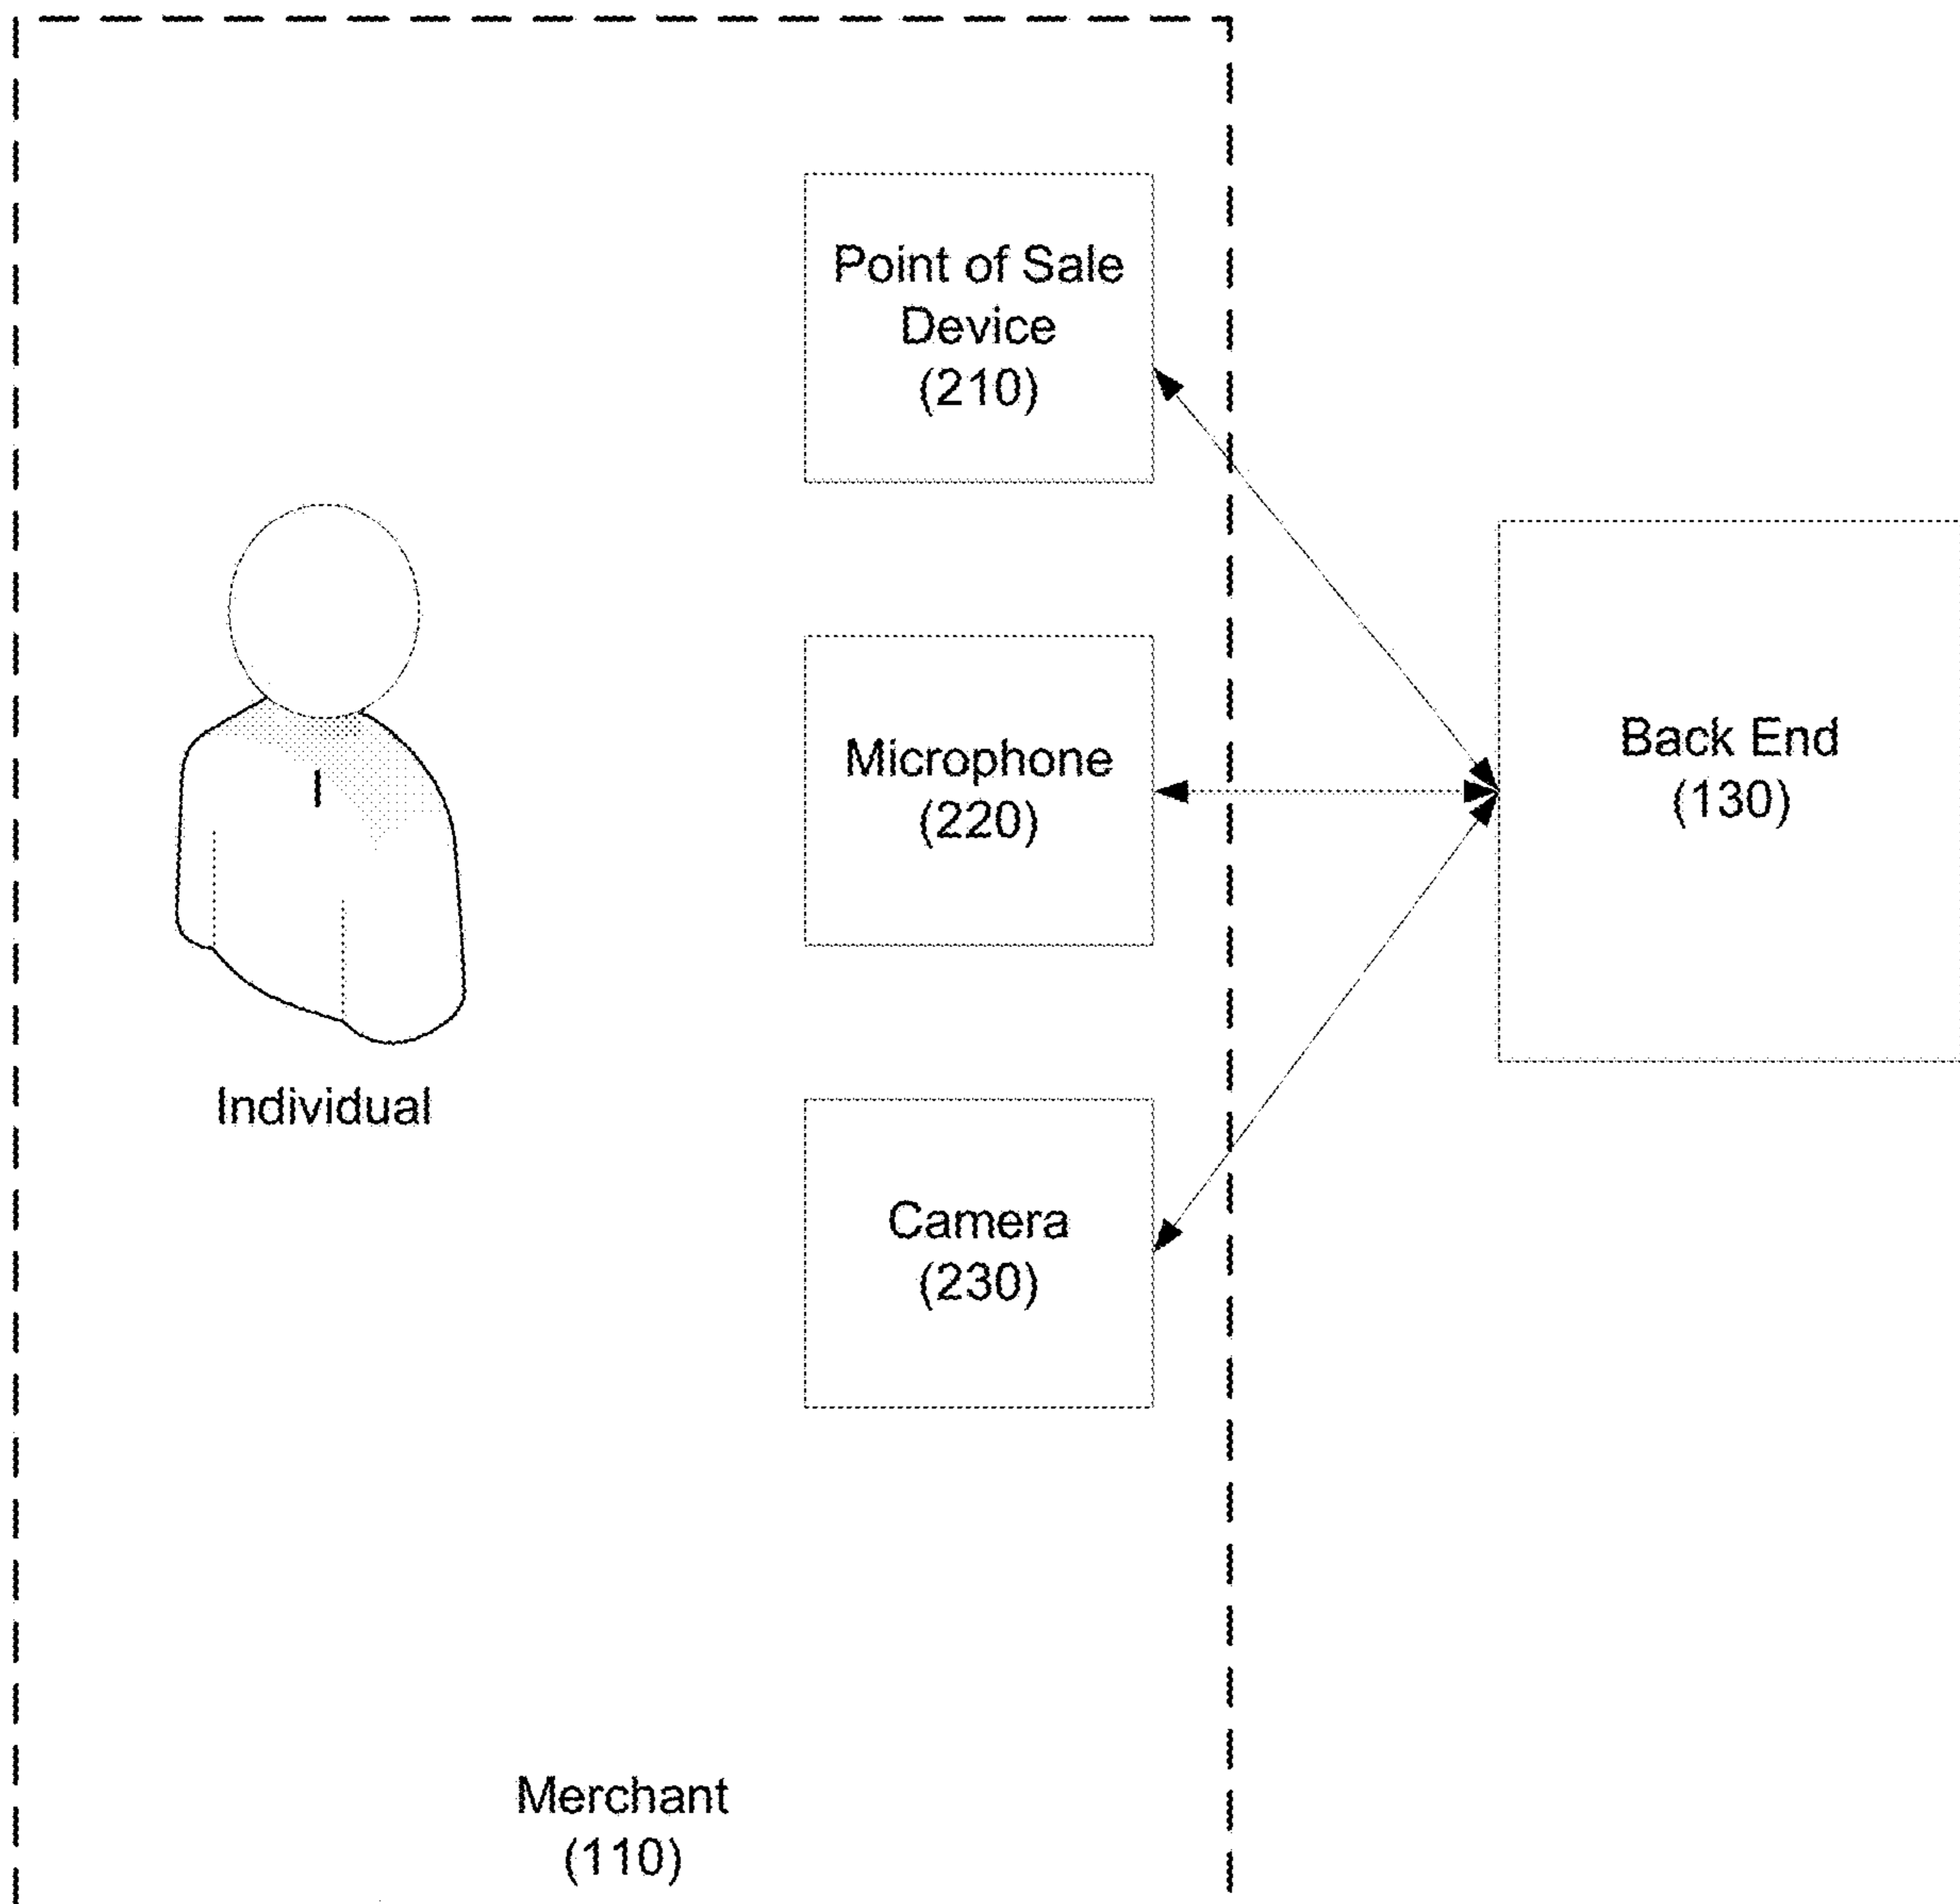 Point of Sale
Device
(210)
Microphone
(220)
Back End
(130)
I
Individual
Camera
(230)
Merchant
(110)